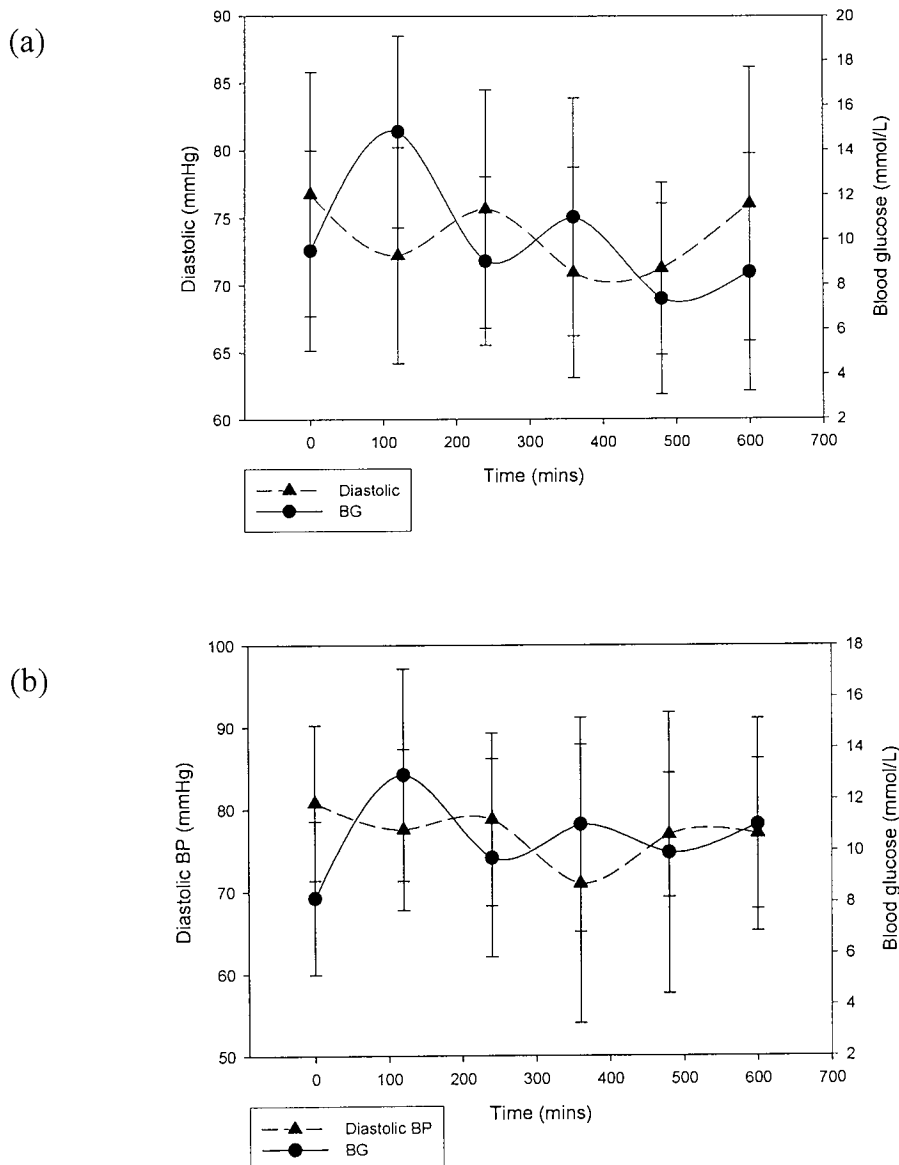 (a)
90
85
80
75
70
65
60
Diastolic (mmHg)
20
18
16
14
12
10
8
6
4
2
Blood glucose (mmol/L)
0 100 200 300 400 500 600 700
Time (mins)
Diastolic
BG
(b)
100
90
80
70
60
50
Diastolic BP (mmHg)
18
16
14
12
10
8
6
4
2
Blood glucose (mmol/L)
0 100 200 300 400 500 600 700
Time (mins)
Diastolic BP
BG